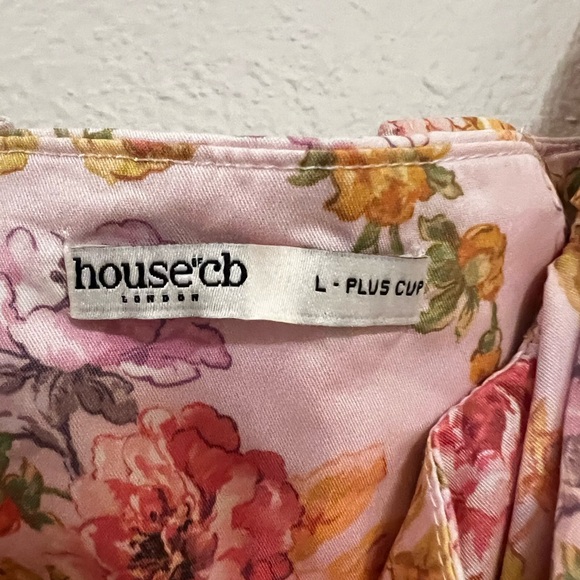 house OF cb
LONDON
L - PLUS CUP